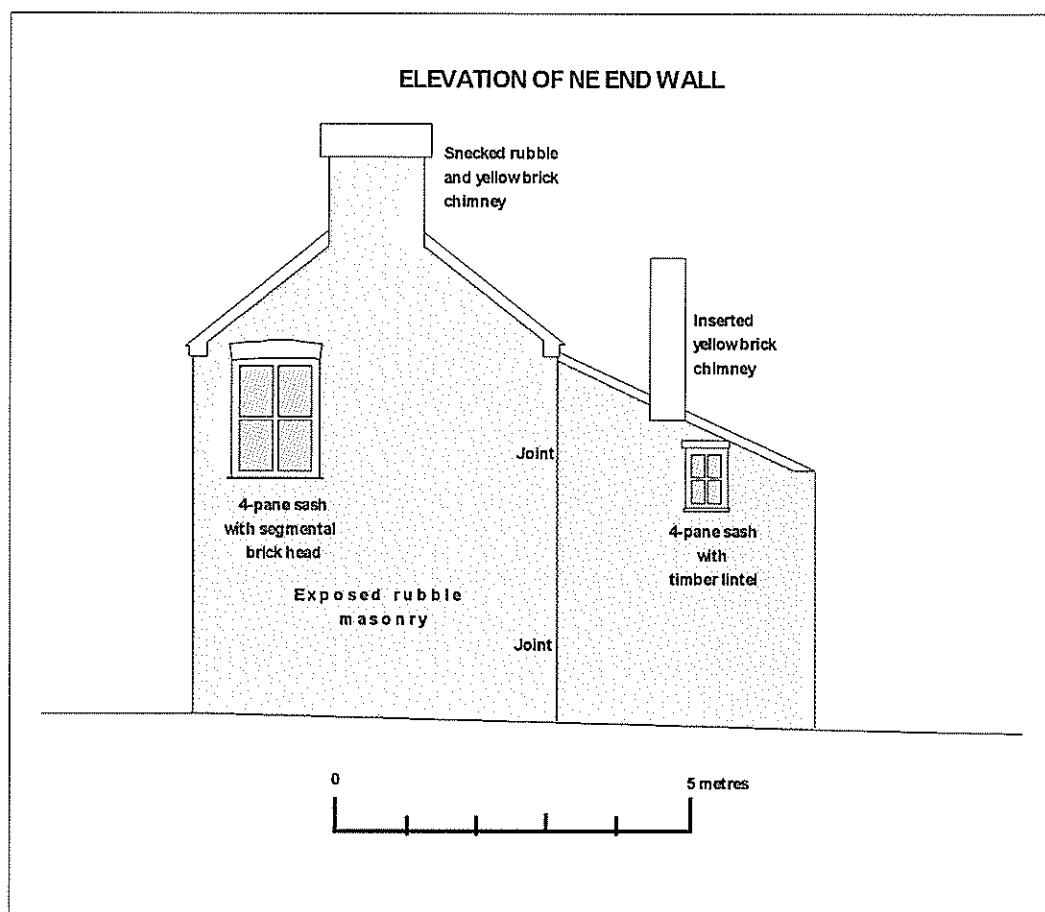 ELEVATION OF NE END WALL
Snecked rubble
and yellow brick
chimney
Inserted
yellow brick
chimney
Joint
4-pane sash
with segmental
brick head
4-pane sash
with
timber lintel
Exposed rubble
masonry
Joint
0
5 metres